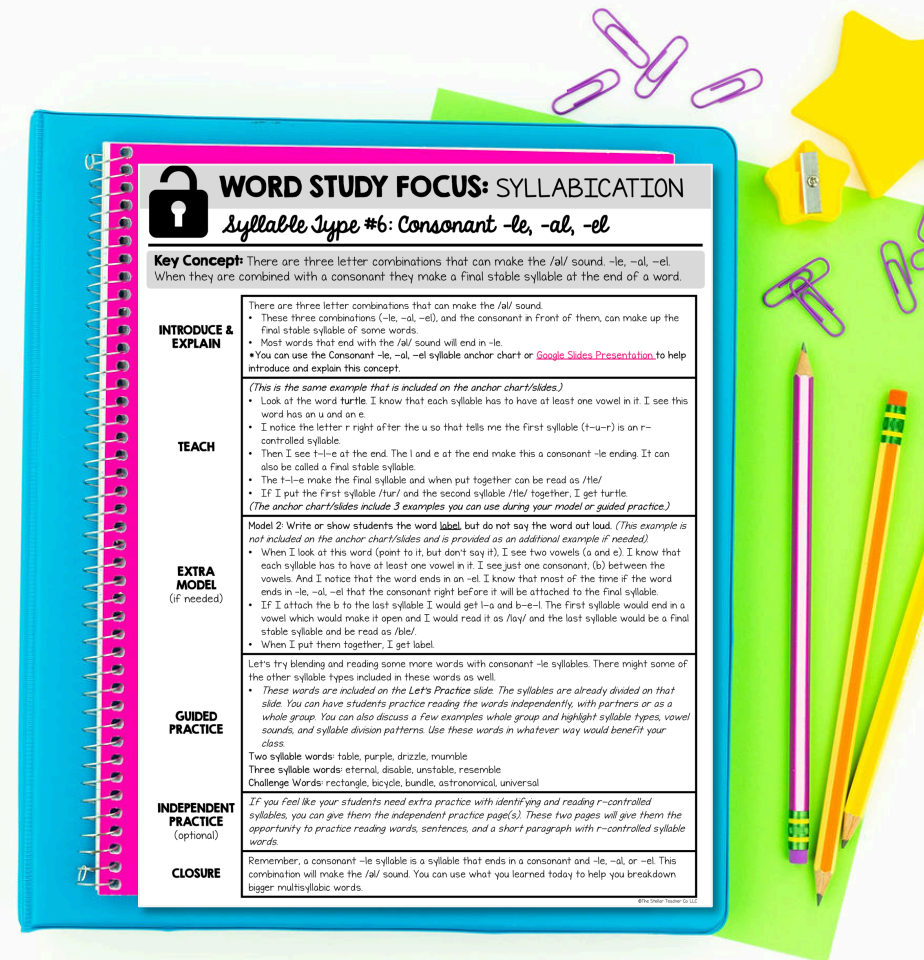 WORD STUDY FOCUS: SYLLABICATION
Syllable Type #6: Consonant -le, -al, -el
Key Concept: There are three letter combinations that can make the /əl/ sound. -le, -al, -el.
When they are combined with a consonant they make a final stable syllable at the end of a word.
INTRODUCE &
EXPLAIN
There are three letter combinations that can make the /əl/ sound.
• These three combinations (-le, -al, -el), and the consonant in front of them, can make up the
final stable syllable of some words.
• Most words that end with the /əl/ sound will end in -le.
*You can use the Consonant -le, -al, -el syllable anchor chart or Google Slides Presentation to help
introduce and explain this concept.
TEACH
(This is the same example that is included on the anchor chart/slides.)
• Look at the word turtle. I know that each syllable has to have at least one vowel in it. I see this
word has an u and an e.
• I notice the letter r right after the u so that tells me the first syllable (t-u-r) is an r-
controlled syllable.
• Then I see t-l-e at the end. The l and e at the end make this a consonant -le ending. It can
also be called a final stable syllable.
• The t-l-e make the final syllable and when put together can be read as /tle/
• If I put the first syllable /tur/ and the second syllable /tle/ together, I get turtle.
(The anchor chart/slides include 3 examples you can use during your model or guided practice.)
EXTRA
MODEL
(if needed)
Model 2: Write or show students the word label, but do not say the word out loud. (This example is
not included on the anchor chart/slides and is provided as an additional example if needed).
• When I look at this word (point to it, but don't say it), I see two vowels (a and e). I know that
each syllable has to have at least one vowel in it. I see just one consonant, (b) between the
vowels. And I notice that the word ends in an -el. I know that most of the time if the word
ends in -le, -al, -el that the consonant right before it will be attached to the final syllable.
• If I attach the b to the last syllable I would get l-a and b-e-l. The first syllable would end in a
vowel which would make it open and I would read it as /lay/ and the last syllable would be a final
stable syllable and be read as /ble/.
• When I put them together, I get label.
GUIDED
PRACTICE
Let's try blending and reading some more words with consonant -le syllables. There might some of
the other syllable types included in these words as well.
• These words are included on the Let's Practice slide. The syllables are already divided on that
slide. You can have students practice reading the words independently, with partners or as a
whole group. You can also discuss a few examples whole group and highlight syllable types, vowel
sounds, and syllable division patterns. Use these words in whatever way would benefit your
class.
Two syllable words: table, purple, drizzle, mumble
Three syllable words: eternal, disable, unstable, resemble
Challenge Words: rectangle, bicycle, bundle, astronomical, universal
INDEPENDENT
PRACTICE
(optional)
If you feel like your students need extra practice with identifying and reading r-controlled
syllables, you can give them the independent practice page(s). These two pages will give them the
opportunity to practice reading words, sentences, and a short paragraph with r-controlled syllable
words.
CLOSURE
Remember, a consonant -le syllable is a syllable that ends in a consonant and -le, -al, or -el. This
combination will make the /əl/ sound. You can use what you learned today to help you breakdown
bigger multisyllabic words.
©The Stellar Teacher Co LLC